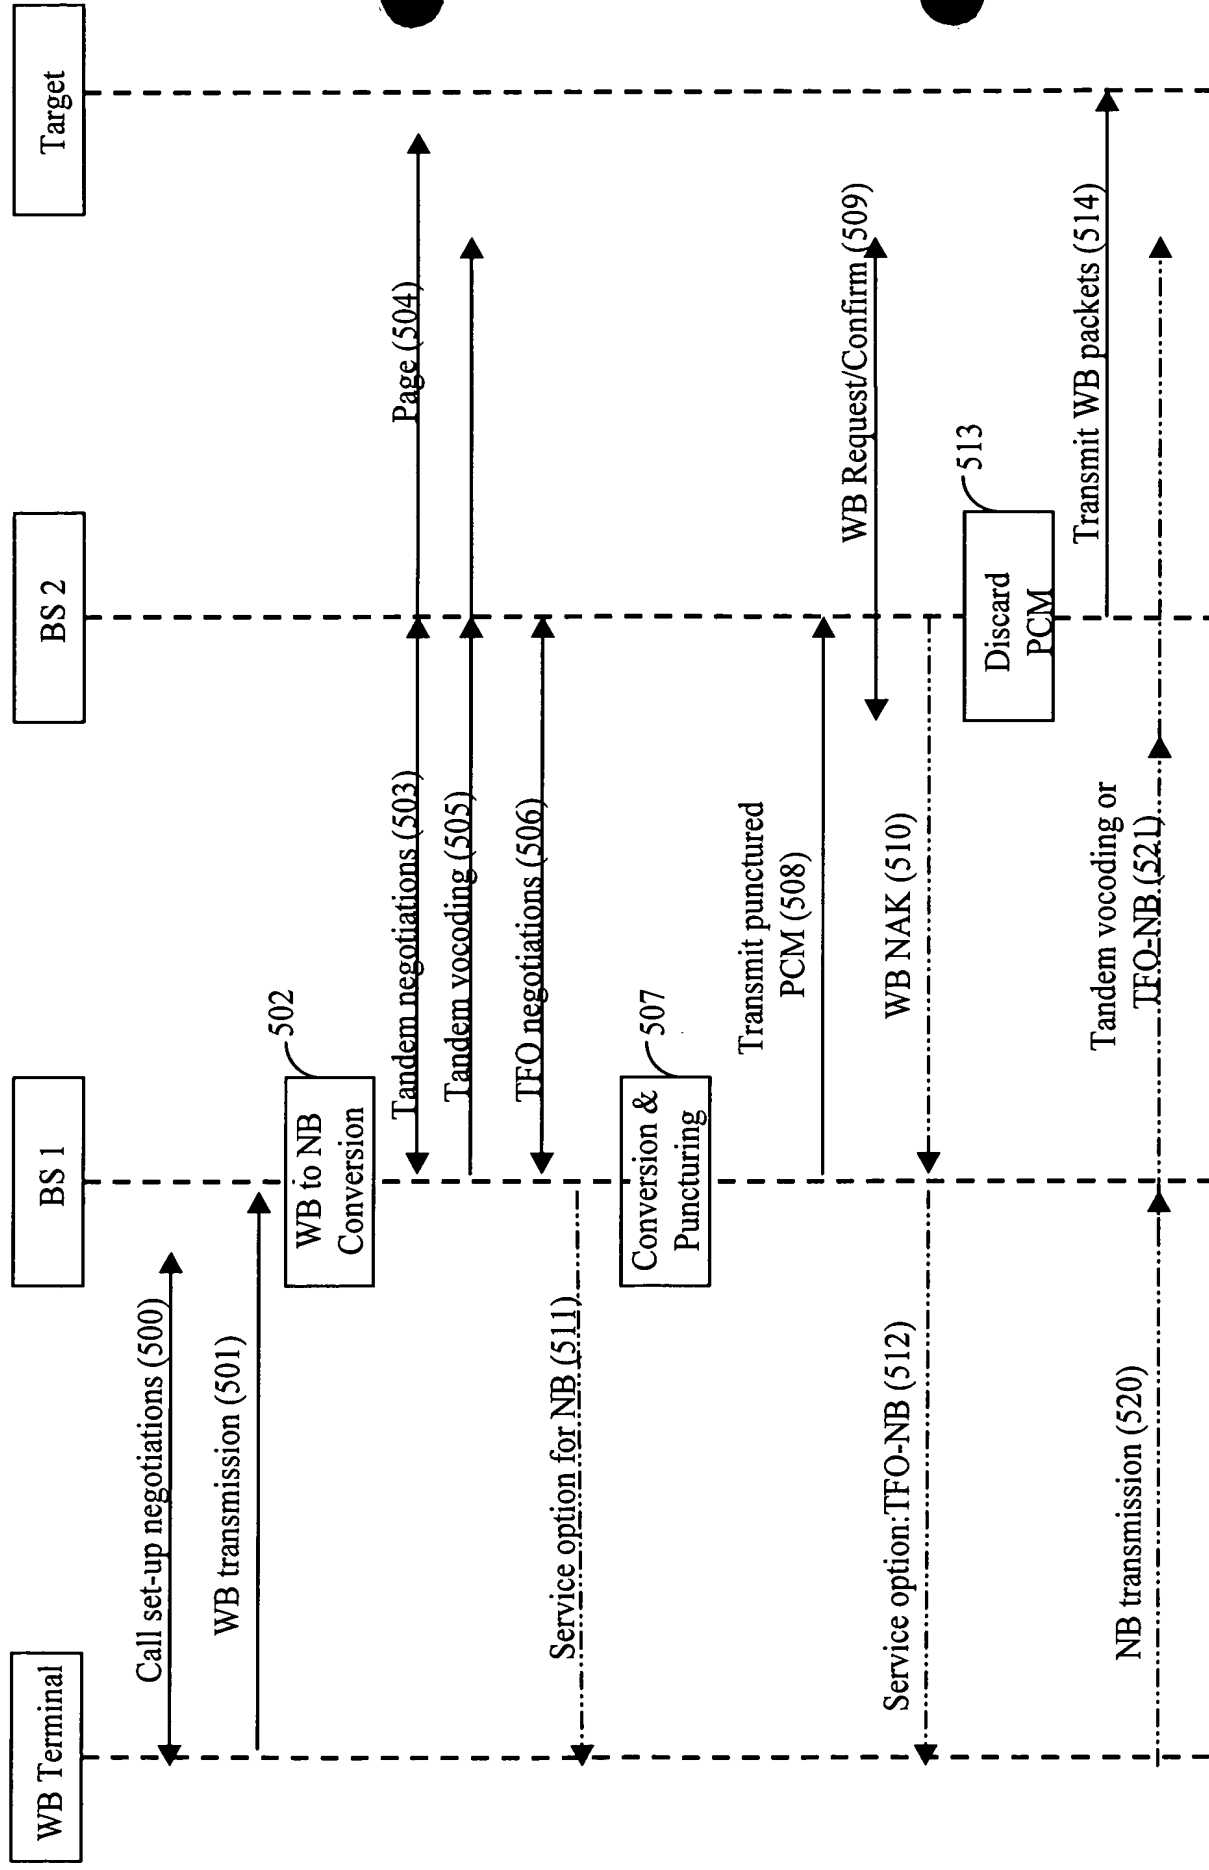 WB Terminal
BS 1
BS 2
Target
Call set-up negotiations (500)
WB transmission (501)
WB to NB
Conversion
502
Tandem negotiations (503)
Page (504)
Tandem vocoding (505)
TFO negotiations (506)
Service option for NB (511)
Conversion &
Puncturing
507
Transmit punctured
PCM (508)
WB Request/Confirm (509)
WB NAK (510)
Service option:TFO-NB (512)
Discard
PCM
513
Transmit WB packets (514)
NB transmission (520)
Tandem vocoding or
TFO-NB (521)